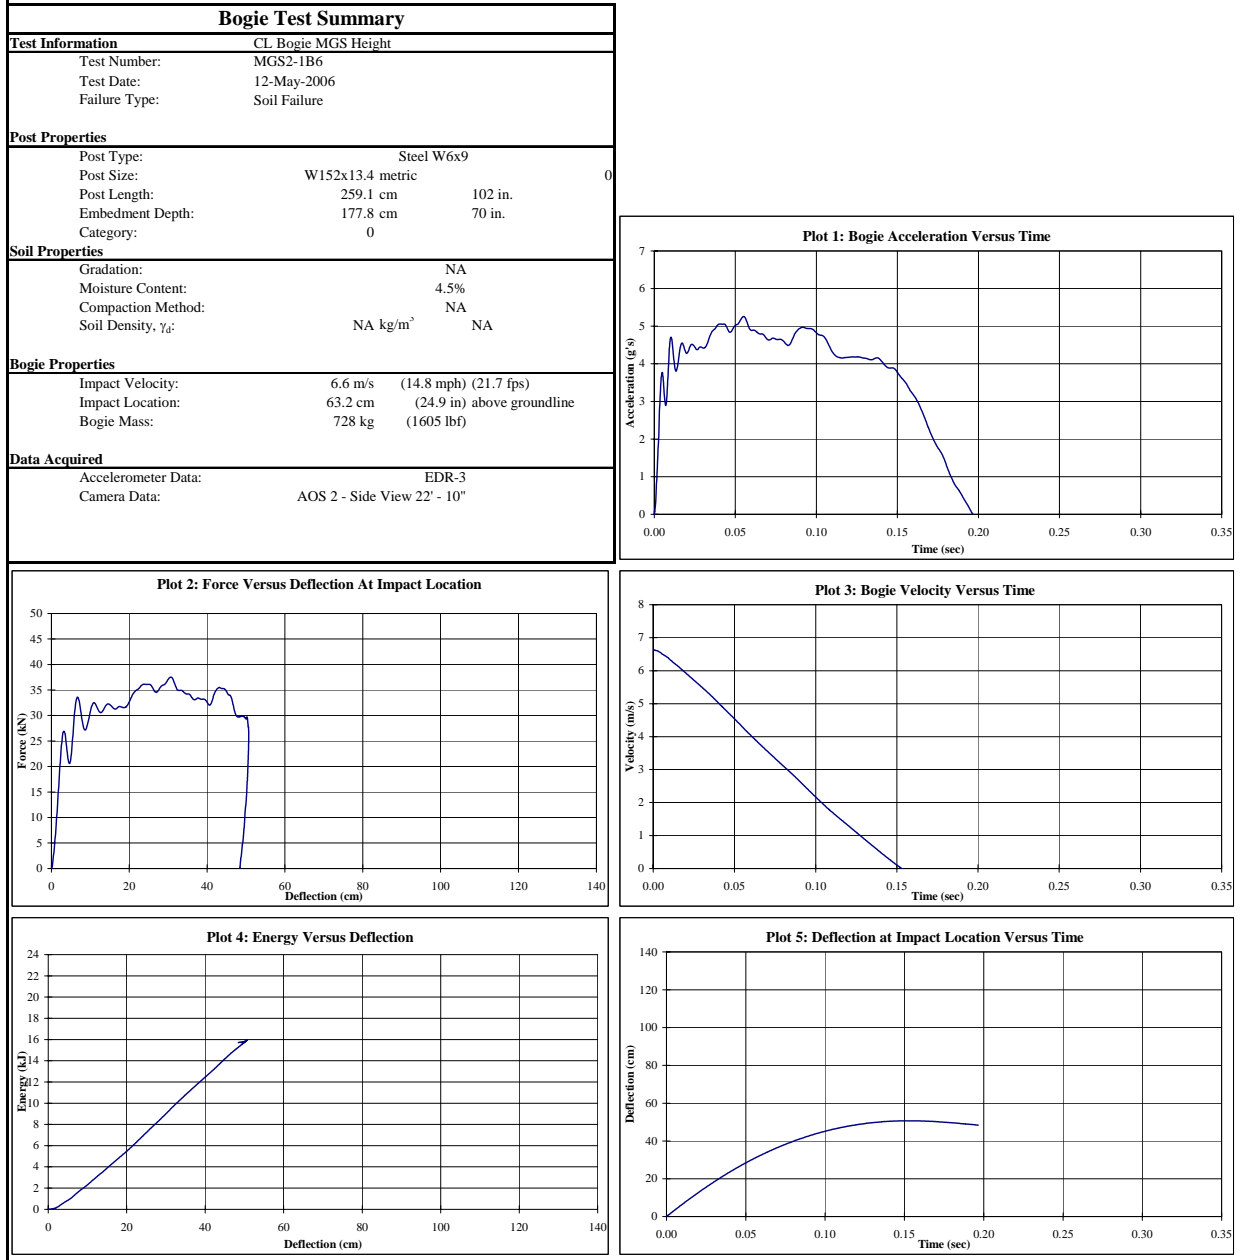 Bogie Test Summary
Test Information CL Bogie MGS Height
Test Number: MGS2-1B6
Test Date: 12-May-2006
Failure Type: Soil Failure
Post Properties
Post Type: Steel W6x9
Post Size: W152x13.4 metric 0
Post Length: 259.1 cm 102 in.
Embedment Depth: 177.8 cm 70 in.
Category: 0
Soil Properties
Gradation: NA
Moisture Content: 4.5%
Compaction Method: NA
Soil Density, γd: NA kg/m³ NA
Bogie Properties
Impact Velocity: 6.6 m/s (14.8 mph) (21.7 fps)
Impact Location: 63.2 cm (24.9 in) above groundline
Bogie Mass: 728 kg (1605 lbf)
Data Acquired
Accelerometer Data: EDR-3
Camera Data: AOS 2 - Side View 22' - 10"
Plot 1: Bogie Acceleration Versus Time
7
6
5
4
3
2
1
0
Acceleration (g's)
0.00 0.05 0.10 0.15 0.20 0.25 0.30 0.35
Time (sec)
Plot 2: Force Versus Deflection At Impact Location
50
45
40
35
30
25
20
15
10
5
0
Force (kN)
0 20 40 60 80 100 120 140
Deflection (cm)
Plot 3: Bogie Velocity Versus Time
8
7
6
5
4
3
2
1
0
Velocity (m/s)
0.00 0.05 0.10 0.15 0.20 0.25 0.30 0.35
Time (sec)
Plot 4: Energy Versus Deflection
24
22
20
18
16
14
12
10
8
6
4
2
0
Energy (kJ)
0 20 40 60 80 100 120 140
Deflection (cm)
Plot 5: Deflection at Impact Location Versus Time
140
120
100
80
60
40
20
0
Deflection (cm)
0.00 0.05 0.10 0.15 0.20 0.25 0.30 0.35
Time (sec)